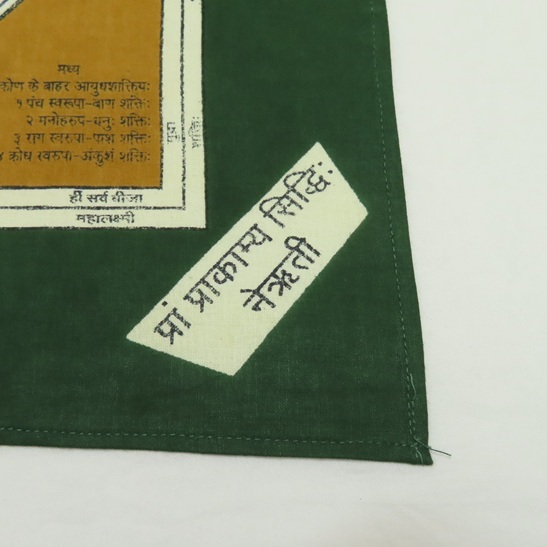 मध्य
कोण के बाहर आयुधशाक्तियः
१ पंच स्वरूपा-बाण शक्तिः
२ मनोहरुप-धनुः शक्तिः
३ राग स्वरुपा-पाश शक्तिः
४ क्रोध स्वरुपा-अंकुश शक्तिः
ह्रीं सर्व बीजा
महालक्ष्मी
प्रां प्राकाम्य सिद्धिः
नेऋती